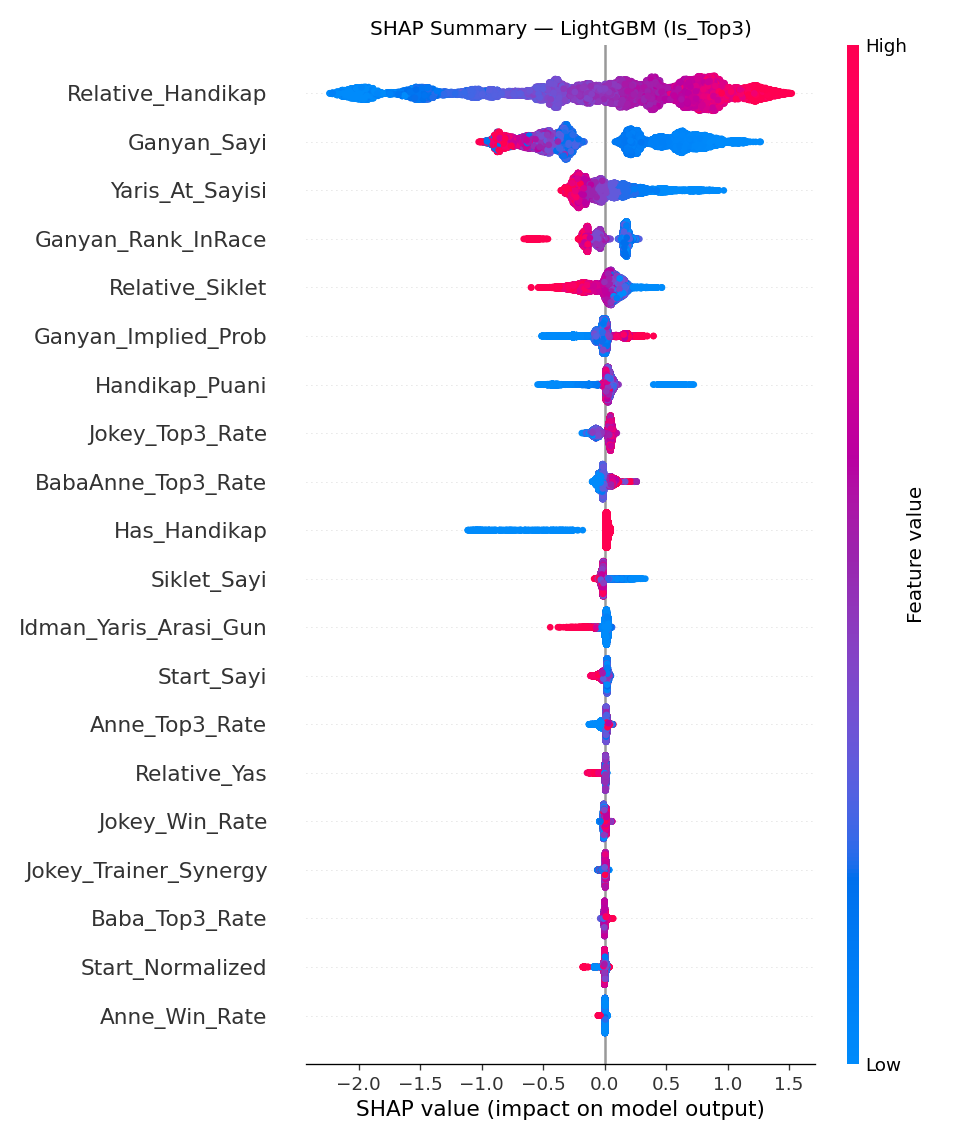 SHAP Summary — LightGBM (Is_Top3)
High
Relative_Handikap
Ganyan_Sayi
Yaris_At_Sayisi
Ganyan_Rank_InRace
Relative_Siklet
Ganyan_Implied_Prob
Handikap_Puani
Jokey_Top3_Rate
BabaAnne_Top3_Rate
Has_Handikap
Siklet_Sayi
Idman_Yaris_Arasi_Gun
Start_Sayi
Anne_Top3_Rate
Relative_Yas
Jokey_Win_Rate
Jokey_Trainer_Synergy
Baba_Top3_Rate
Start_Normalized
Anne_Win_Rate
Feature value
Low
−2.0 −1.5 −1.0 −0.5 0.0 0.5 1.0 1.5
SHAP value (impact on model output)